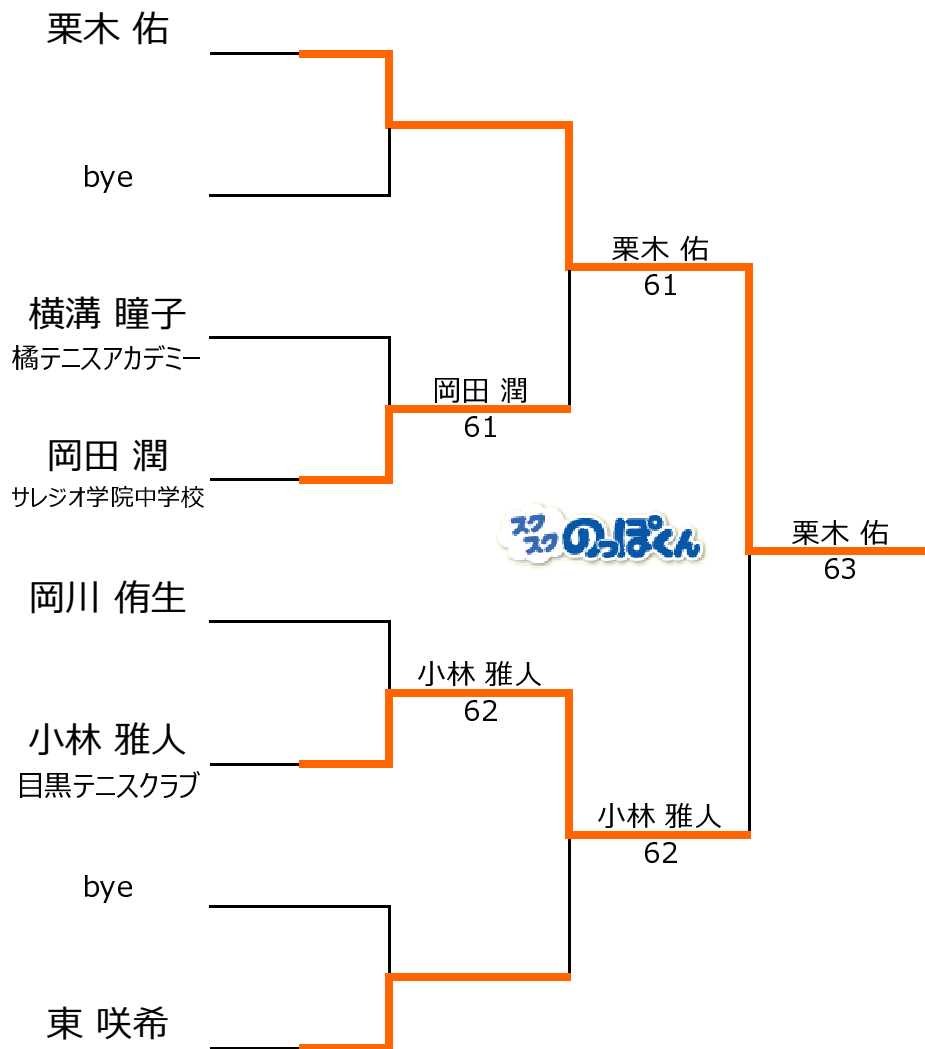 栗木 佑
bye
栗木 佑
61
横溝 瞳子
橘テニスアカデミー
岡田 潤
61
岡田 潤
サレジオ学院中学校
スク
スク
のっぽくん
栗木 佑
63
岡川 侑生
小林 雅人
62
小林 雅人
目黒テニスクラブ
小林 雅人
62
bye
東 咲希